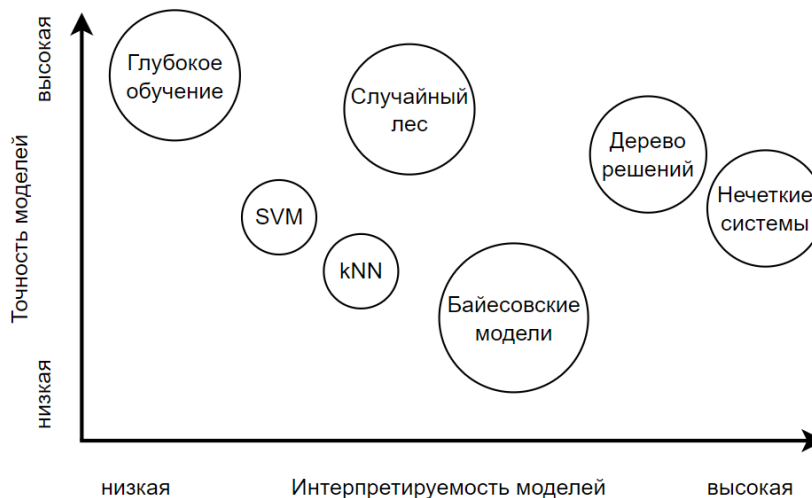 высокая
Точность моделей
низкая
Глубокое
обучение
Случайный
лес
Дерево
решений
Нечеткие
системы
SVM
kNN
Байесовские
модели
низкая
Интерпретируемость моделей
высокая